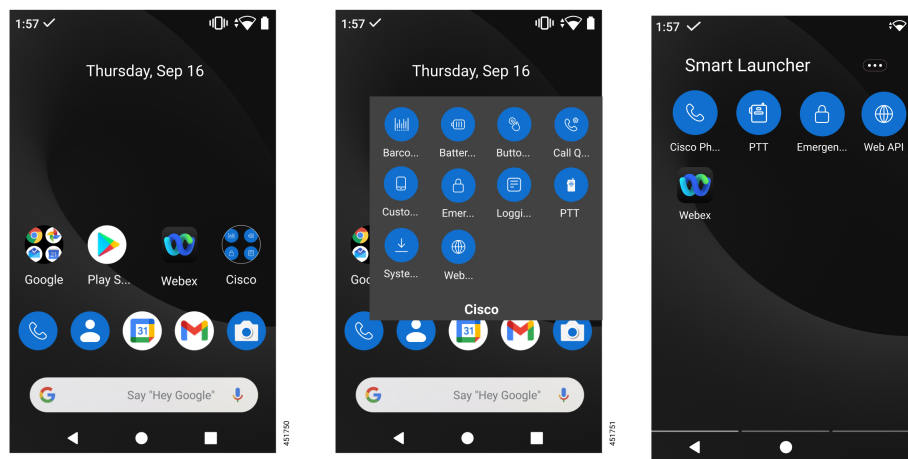 1:57
Thursday, Sep 16
Google
Play S...
Webex
Cisco
31
Say "Hey Google"
451750
1:57
Thursday, Sep 16
Barco...
Batter...
Butto...
Call Q...
Custo...
Emer...
Loggi...
PTT
Syste...
Web...
Goo
Cisco
31
Say "Hey Google"
451751
1:57
Smart Launcher
Cisco Ph...
PTT
Emergen...
Web API
Webex